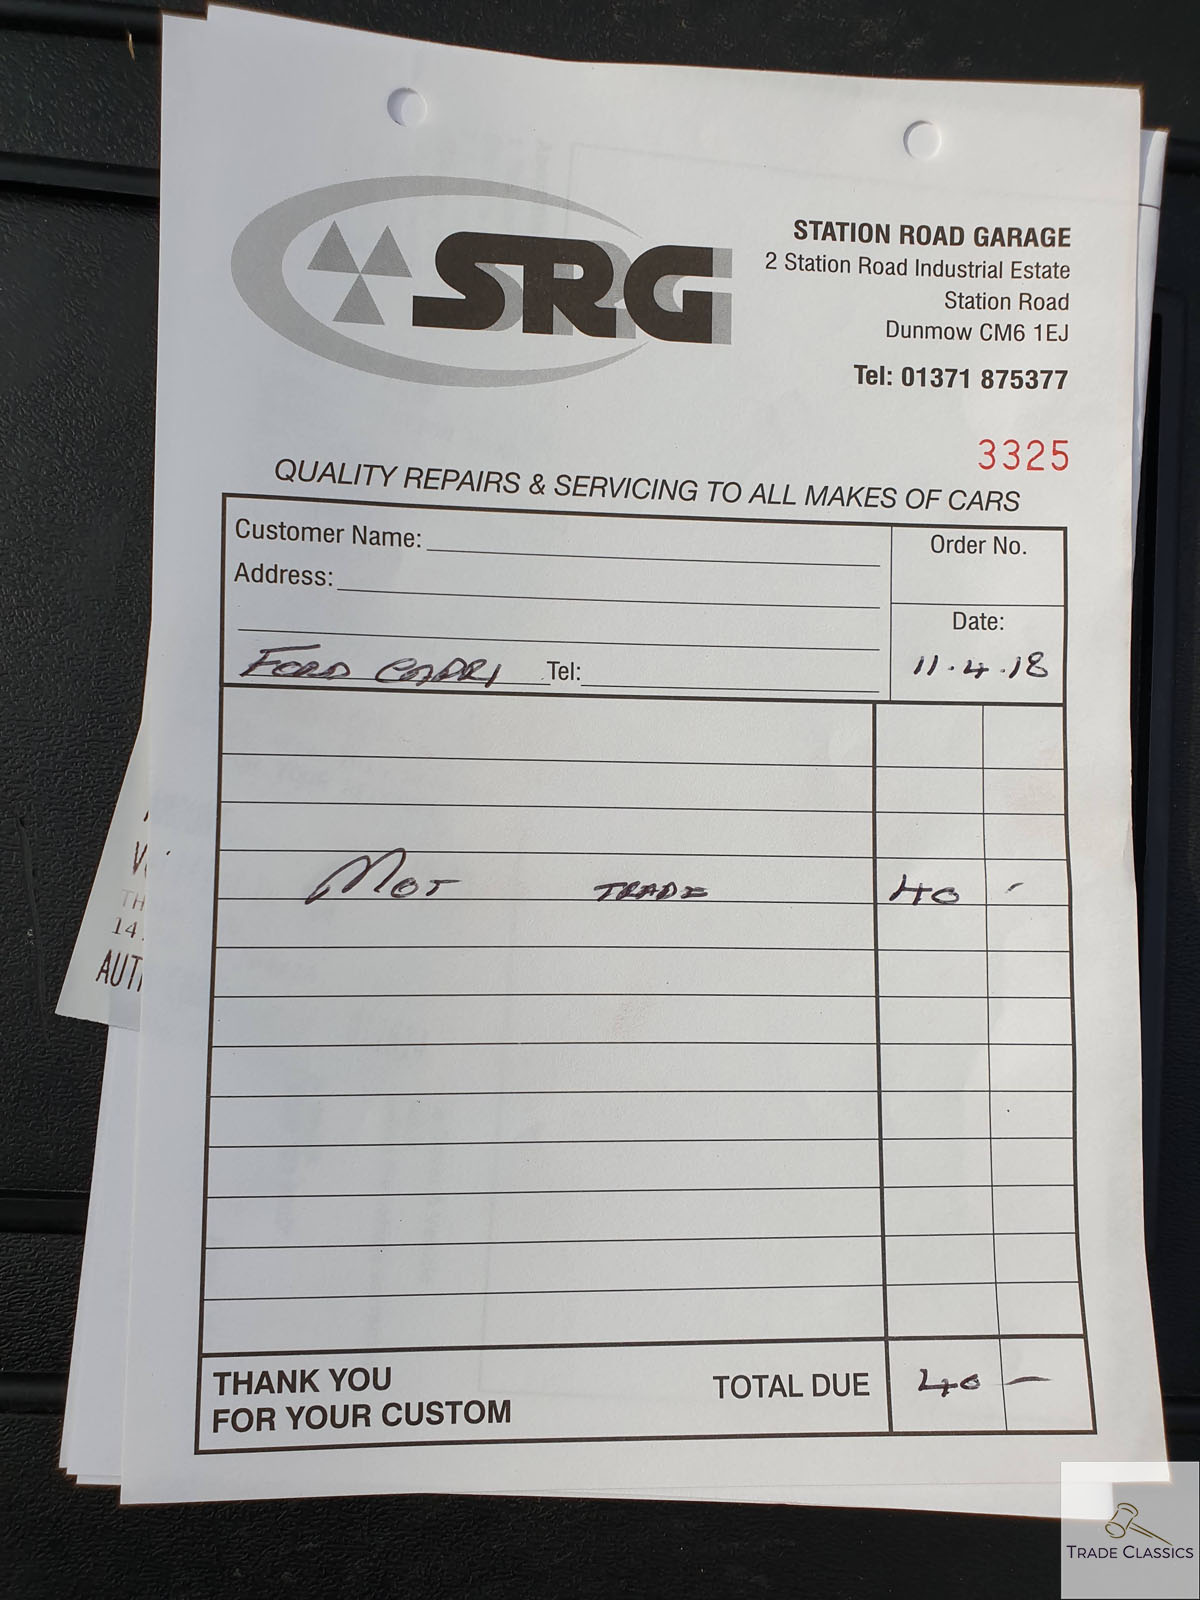 SRG
STATION ROAD GARAGE
2 Station Road Industrial Estate
Station Road
Dunmow CM6 1EJ
Tel: 01371 875377
3325
QUALITY REPAIRS & SERVICING TO ALL MAKES OF CARS
Customer Name:
Order No.
Address:
Date:
FORD CAPRI Tel:
11.4.18
MOT TRADE 40 -
THANK YOU
FOR YOUR CUSTOM
TOTAL DUE 40 —
14
TRADE CLASSICS